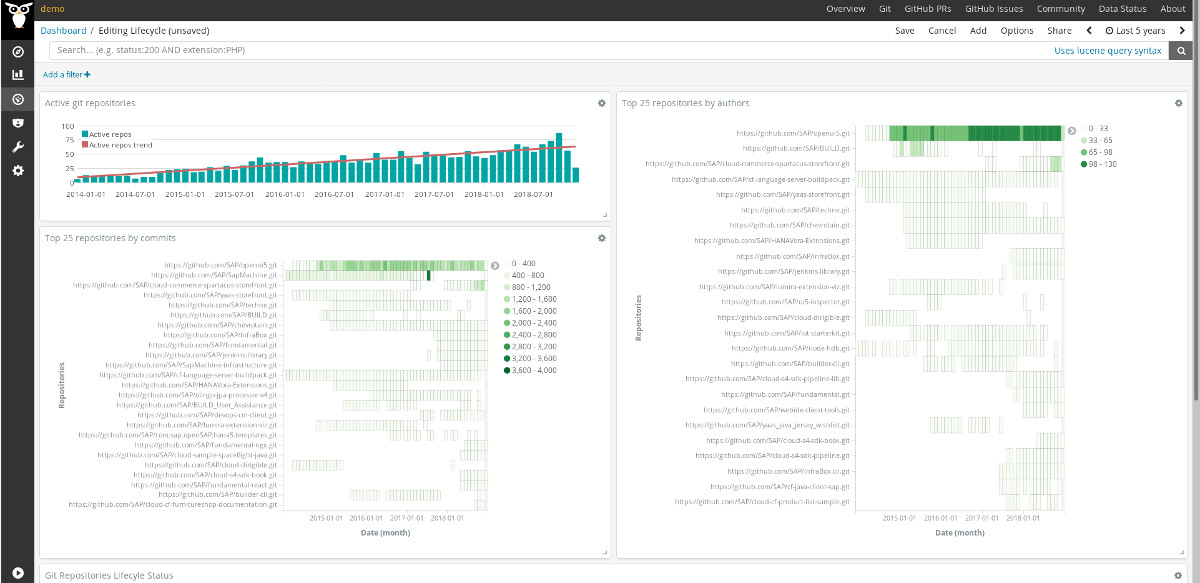 demo
Overview Git GitHub PRs GitHub Issues Community Data Status About
Dashboard / Editing Lifecycle (unsaved)
Save Cancel Add Options Share Last 5 years
Search... (e.g. status:200 AND extension:PHP)
Uses lucene query syntax
Add a filter +
Active git repositories
100
75
50
25
0
Active repos
Active repos trend
2014-01-01 2014-07-01 2015-01-01 2015-07-01 2016-01-01 2016-07-01 2017-01-01 2017-07-01 2018-01-01 2018-07-01
Top 25 repositories by commits
https://github.com/SAP/openui5.git
https://github.com/SAP/SapMachine.git
https://github.com/SAP/cloud-commerce-spartacus-storefront.git
https://github.com/SAP/yaas-storefront.git
https://github.com/SAP/techne.git
https://github.com/SAP/BUILD.git
https://github.com/SAP/chevrotain.git
https://github.com/SAP/InfraBox.git
https://github.com/SAP/fundamental.git
https://github.com/SAP/jenkins-library.git
https://github.com/SAP/SapMachine-infrastructure.git
https://github.com/SAP/cf-language-server-buildpack.git
https://github.com/SAP/HANAVora-Extensions.git
https://github.com/SAP/olingo-jpa-processor-v4.git
https://github.com/SAP/BUILD_User_Assistance.git
https://github.com/SAP/devops-cm-client.git
https://github.com/SAP/lumira-extension-viz.git
https://github.com/SAP/com.sap.openSAP.hana5.templates.git
https://github.com/SAP/fundamental-ngx.git
https://github.com/SAP/cloud-sample-spaceflight-java.git
https://github.com/SAP/cloud-dirigible.git
https://github.com/SAP/cloud-s4-sdk-book.git
https://github.com/SAP/fundamental-react.git
https://github.com/SAP/builder-cli.git
https://github.com/SAP/cloud-cf-furnitureshop-documentation.git
Repositories
2015-01-01 2016-01-01 2017-01-01 2018-01-01
Date (month)
0 - 400
400 - 800
800 - 1,200
1,200 - 1,600
1,600 - 2,000
2,000 - 2,400
2,400 - 2,800
2,800 - 3,200
3,200 - 3,600
3,600 - 4,000
Top 25 repositories by authors
https://github.com/SAP/openui5.git
https://github.com/SAP/BUILD.git
https://github.com/SAP/cloud-commerce-spartacus-storefront.git
https://github.com/SAP/cf-language-server-buildpack.git
https://github.com/SAP/yaas-storefront.git
https://github.com/SAP/techne.git
https://github.com/SAP/chevrotain.git
https://github.com/SAP/HANAVora-Extensions.git
https://github.com/SAP/InfraBox.git
https://github.com/SAP/jenkins-library.git
https://github.com/SAP/lumira-extension-viz.git
https://github.com/SAP/ui5-inspector.git
https://github.com/SAP/cloud-dirigible.git
https://github.com/SAP/iot-starterkit.git
https://github.com/SAP/node-hdb.git
https://github.com/SAP/builder-cli.git
https://github.com/SAP/cloud-s4-sdk-pipeline-lib.git
https://github.com/SAP/fundamental.git
https://github.com/SAP/webide-client-tools.git
https://github.com/SAP/yaas_java_jersey_wishlist.git
https://github.com/SAP/cloud-s4-sdk-book.git
https://github.com/SAP/cloud-s4-sdk-pipeline.git
https://github.com/SAP/InfraBox-cli.git
https://github.com/SAP/cf-java-client-sap.git
https://github.com/SAP/cloud-cf-product-list-sample.git
Repositories
2015-01-01 2016-01-01 2017-01-01 2018-01-01
Date (month)
0 - 33
33 - 65
65 - 98
98 - 130
Git Repositories Lifecyle Status